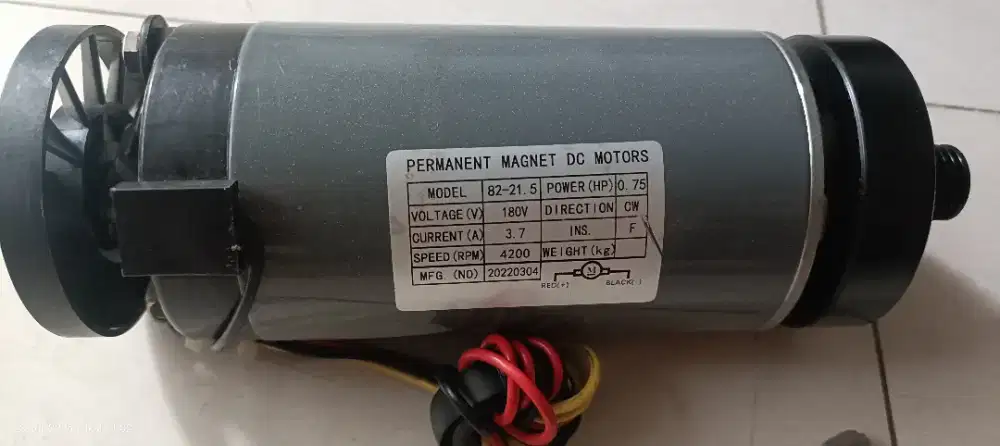 PERMANENT MAGNET DC MOTORS
MODEL 82-21.5 POWER(HP) 0.75
VOLTAGE(V) 180V DIRECTION CW
CURRENT(A) 3.7 INS. F
SPEED(RPM) 4200 WEIGHT(kg)
MFG.(NO) 20220304
M
RED(+) BLACK(-)